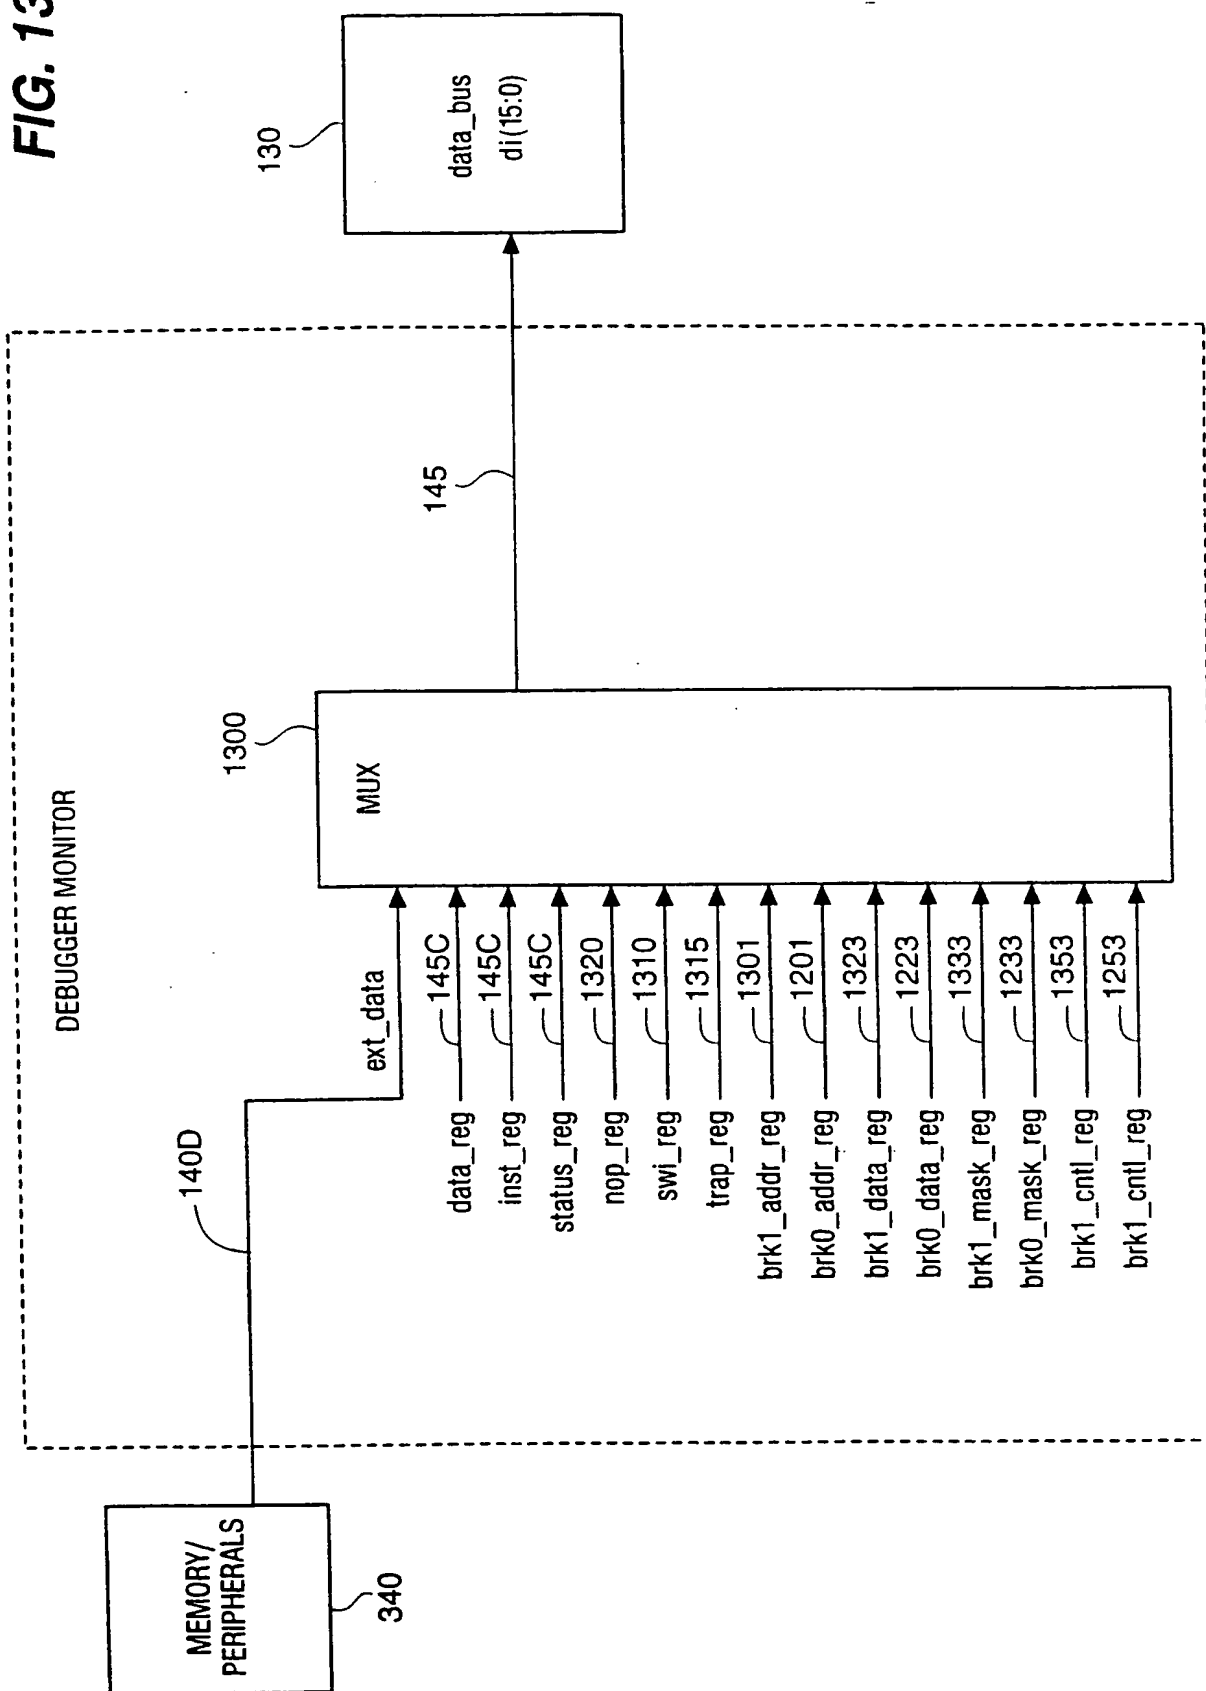 FIG. 13
DEBUGGER MONITOR
MEMORY/
PERIPHERALS
340
140D
ext_data
data_reg 145C
inst_reg 145C
status_reg 145C
nop_reg 1320
swi_reg 1310
trap_reg 1315
brk1_addr_reg 1301
brk0_addr_reg 1201
brk1_data_reg 1323
brk0_data_reg 1223
brk1_mask_reg 1333
brk0_mask_reg 1233
brk1_cntl_reg 1353
brk1_cntl_reg 1253
MUX
1300
145
130
data_bus
di(15:0)